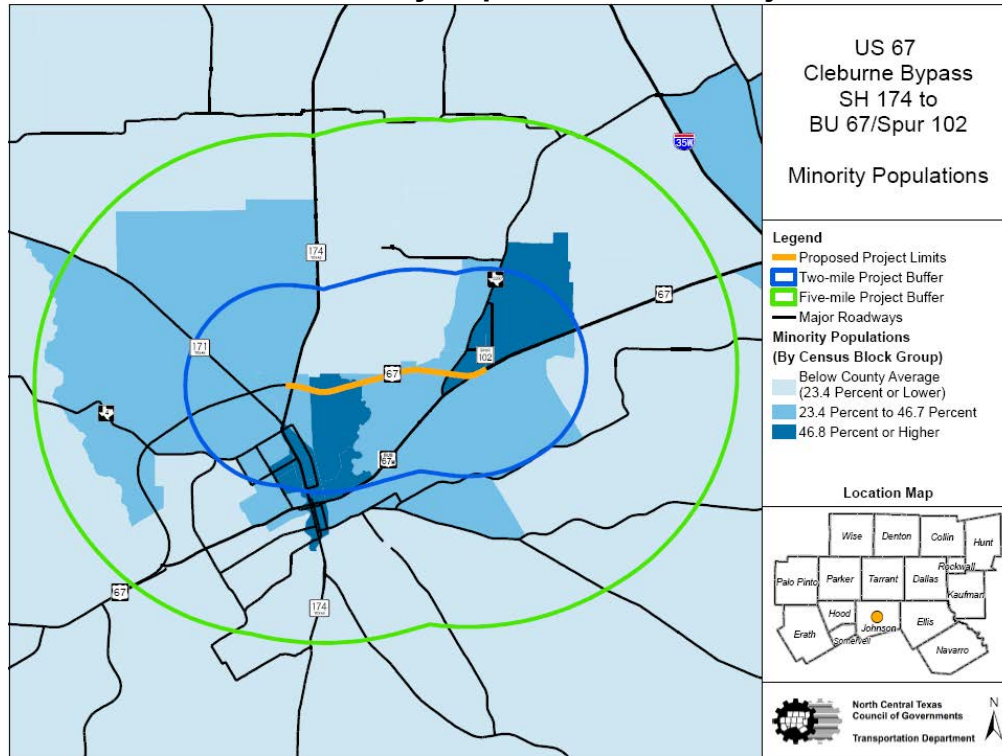 US 67
Cleburne Bypass
SH 174 to
BU 67/Spur 102
Minority Populations
Legend
Proposed Project Limits
Two-mile Project Buffer
Five-mile Project Buffer
Major Roadways
Minority Populations
(By Census Block Group)
Below County Average
(23.4 Percent or Lower)
23.4 Percent to 46.7 Percent
46.8 Percent or Higher
Location Map
Wise
Denton
Collin
Hunt
Palo Pinto
Parker
Tarrant
Dallas
Rockwall
Kaufman
Hood
Johnson
Ellis
Erath
Somervell
Navarro
North Central Texas
Council of Governments
Transportation Department
N
35W
174
67
171
102
67
67
174